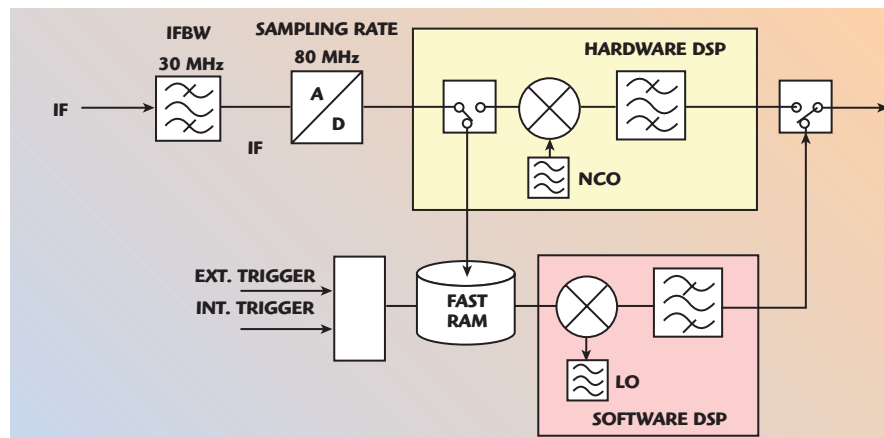 IFBW
30 MHz
SAMPLING RATE
80 MHz
HARDWARE DSP
IF
A
D
IF
NCO
EXT. TRIGGER
INT. TRIGGER
FAST
RAM
LO
SOFTWARE DSP